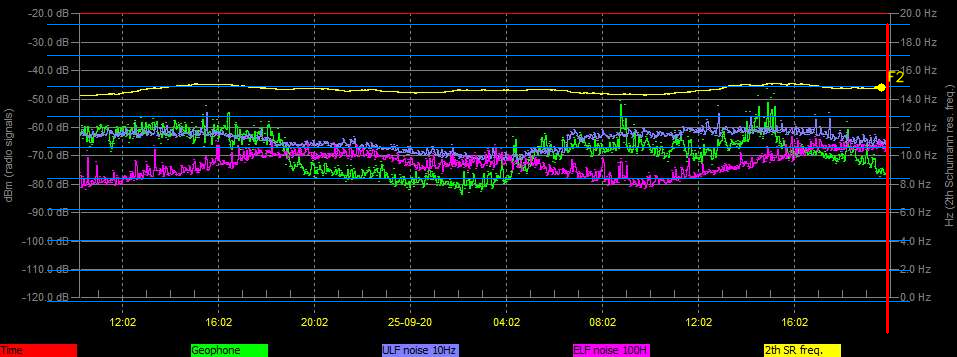 -20.0 dB 20.0 Hz
-30.0 dB 18.0 Hz
-40.0 dB 16.0 Hz
F2
-50.0 dB 14.0 Hz
-60.0 dB 12.0 Hz
-70.0 dB 10.0 Hz
-80.0 dB 8.0 Hz
-90.0 dB 6.0 Hz
-100.0 dB 4.0 Hz
-110.0 dB 2.0 Hz
-120.0 dB 0.0 Hz
dBm (radio signals)
Hz (2th Schumann res. freq.)
12:02 16:02 20:02 25-09-20 04:02 08:02 12:02 16:02
Time Geophone ULF noise 10Hz ELF noise 100H 2th SR freq.